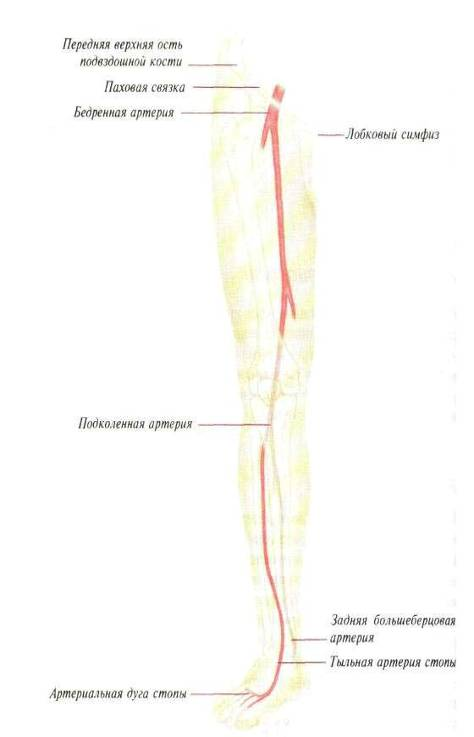 Передняя верхняя ость
подвздошной кости
Паховая связка
Бедренная артерия
Лобковый симфиз
Подколенная артерия
Задняя большеберцовая
артерия
Тыльная артерия стопы
Артериальная дуга стопы